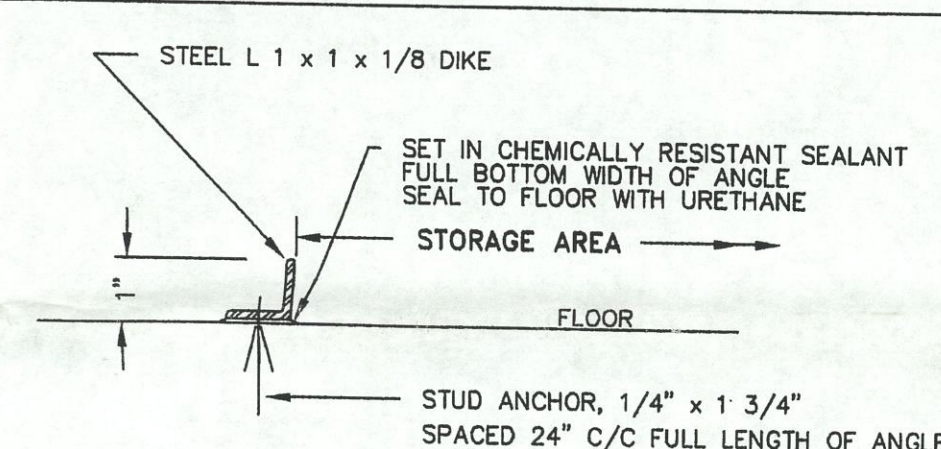 STEEL L 1 x 1 x 1/8 DIKE
SET IN CHEMICALLY RESISTANT SEALANT
FULL BOTTOM WIDTH OF ANGLE
SEAL TO FLOOR WITH URETHANE
STORAGE AREA
1"
FLOOR
STUD ANCHOR, 1/4" x 1 3/4"
SPACED 24" C/C FULL LENGTH OF ANGLE